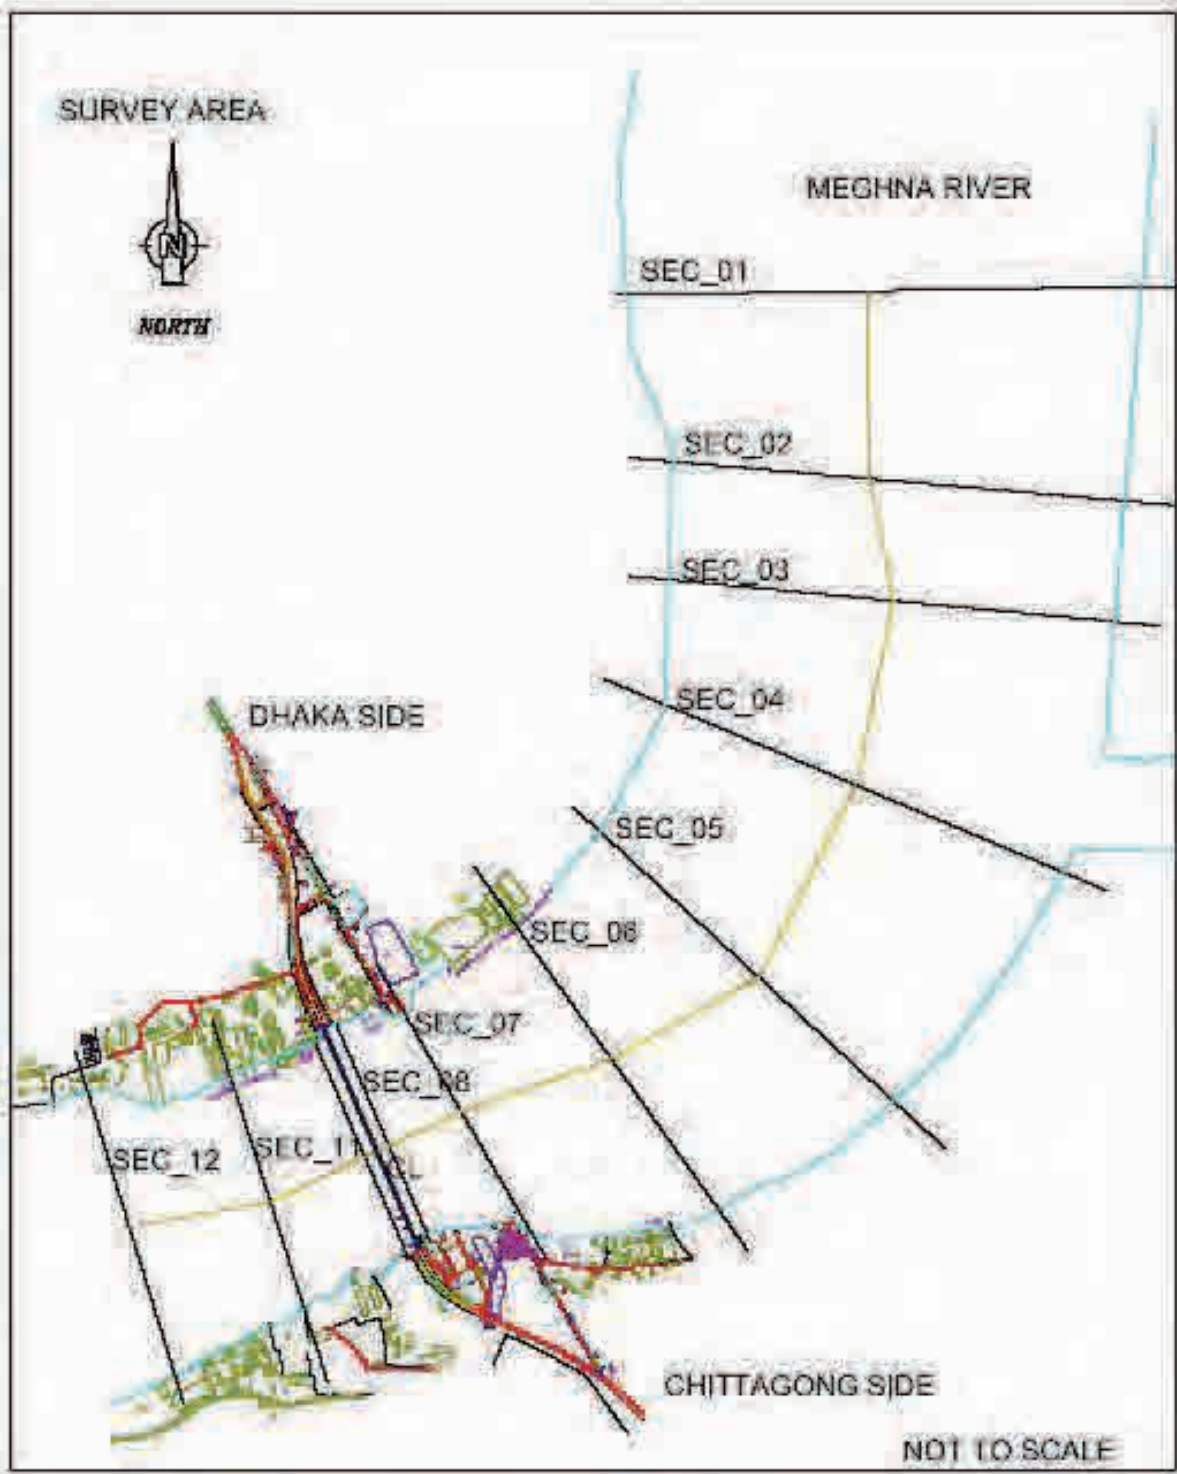 SURVEY AREA
MEGHNA RIVER
N
NORTH
SEC_01
SEC_02
SEC_03
SEC_04
DHAKA SIDE
SEC_05
SEC_06
SEC_07
SEC_08
SEC_11
SEC_12
CL
CHITTAGONG SIDE
NOT TO SCALE